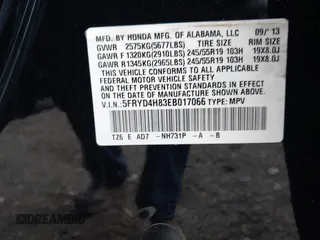 MFD. BY HONDA MFG. OF ALABAMA, LLC 09/'13
GVWR 2575KG(5677LBS) TIRE SIZE RIM SIZE
GAWR F 1320KG(2910LBS) 245/55R19 103H 19X8.0J
GAWR R1345KG(2965LBS) 245/55R19 103H 19X8.0J
THIS VEHICLE CONFORMS TO ALL APPLICABLE
FEDERAL MOTOR VEHICLE SAFETY
AND THEFT PREVENTION STANDARDS IN EFFECT
ON THE DATE OF MANUFACTURE SHOWN ABOVE.
V.I.N.: 5FRYD4H83EB017066 TYPE: MPV
TZ6 E AD7 -NH731P -A -B
DREAMBID